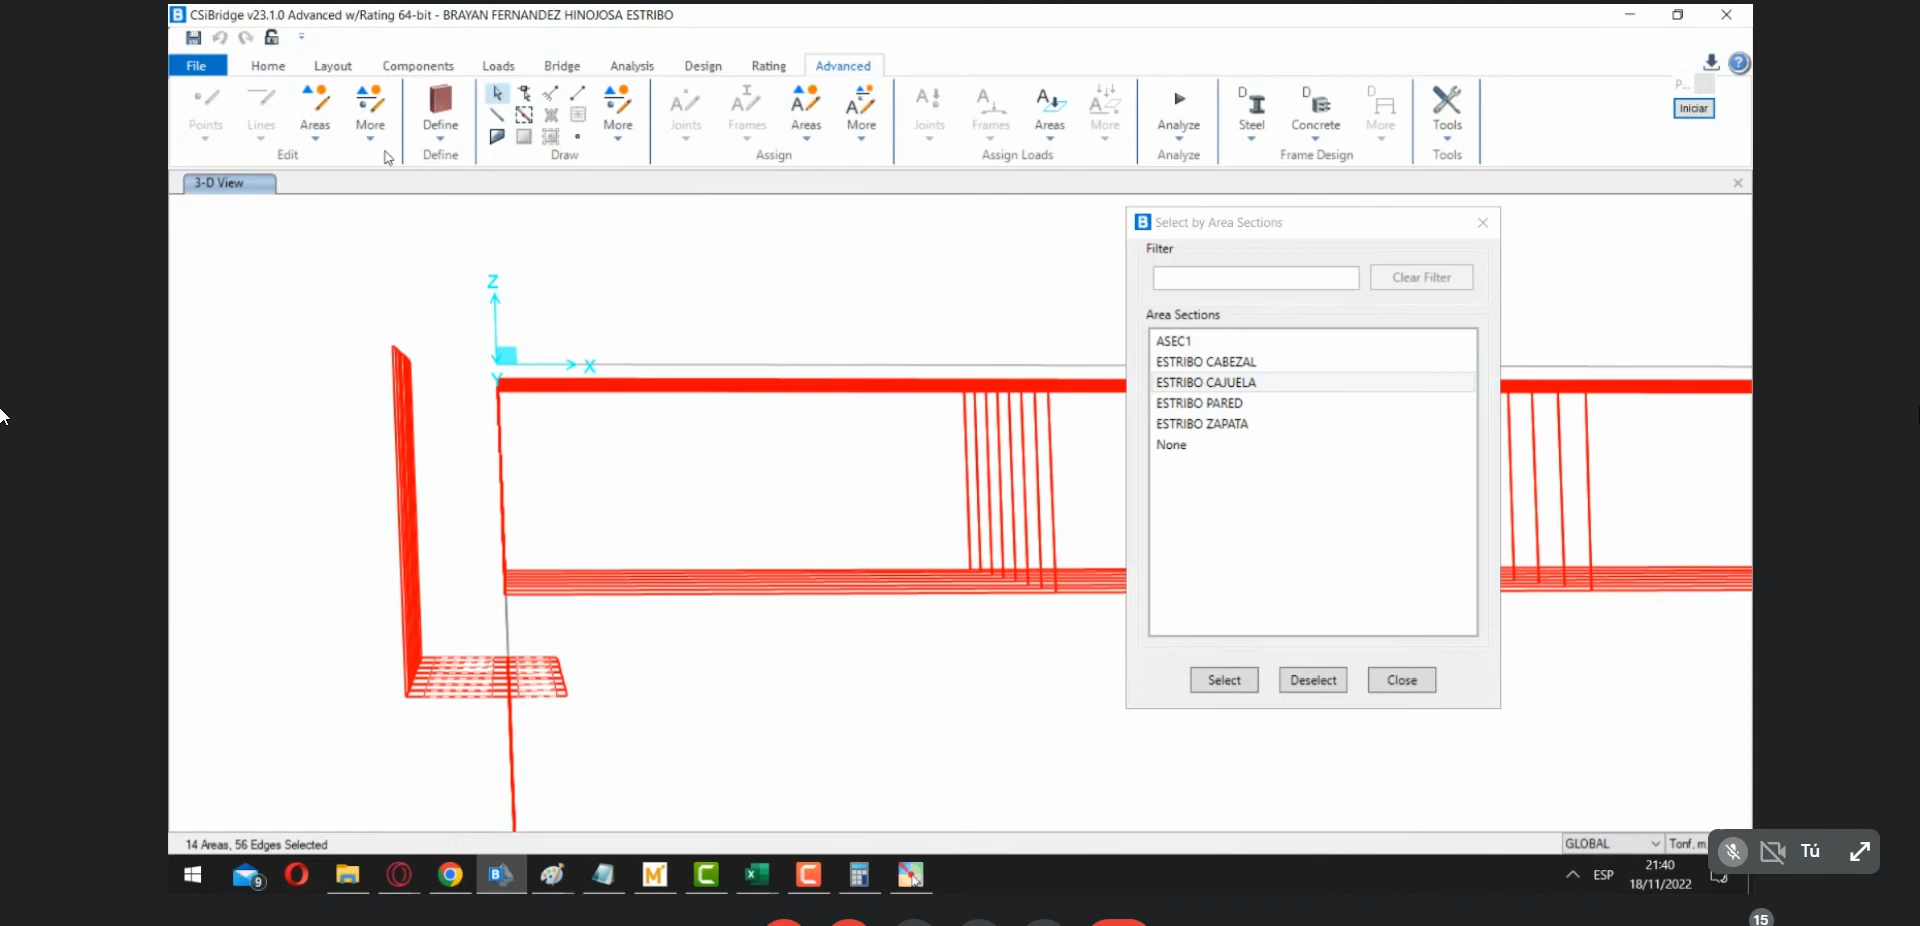 CSiBridge v23.1.0 Advanced w/Rating 64-bit - BRAYAN FERNANDEZ HINOJOSA ESTRIBO
File Home Layout Components Loads Bridge Analysis Design Rating Advanced
P...
Iniciar
Points Lines Areas More Define More Joints Frames Areas More Joints Frames Areas More Analyze Steel Concrete More Tools
Edit Define Draw Assign Assign Loads Analyze Frame Design Tools
3-D View
Select by Area Sections
Filter
Clear Filter
Area Sections
ASEC1
ESTRIBO CABEZAL
ESTRIBO CAJUELA
ESTRIBO PARED
ESTRIBO ZAPATA
None
Select Deselect Close
Z
X
Y
14 Areas, 56 Edges Selected
GLOBAL
Tonf, m,
Tú
9
ESP
21:40
18/11/2022
15